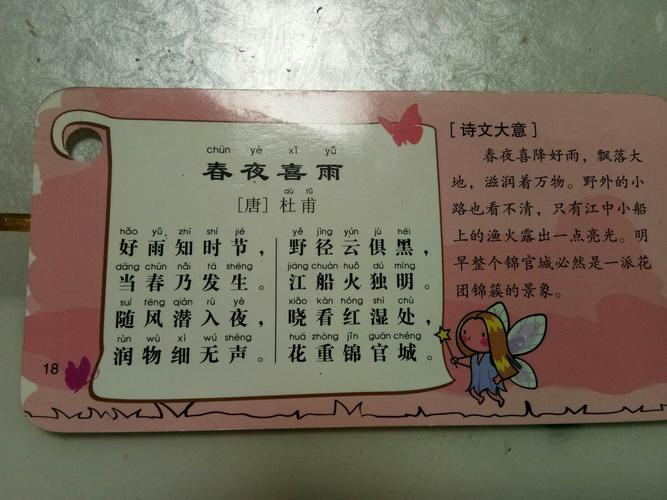 chūn yè xǐ yǔ
春夜喜雨
dù fǔ
[唐]杜甫
hǎo yǔ zhī shí jié
好雨知时节，
dāng chūn nǎi fā shēng
当春乃发生。
suí fēng qián rù yè
随风潜入夜，
rùn wù xì wú shēng
润物细无声。
yě jìng yún jù hēi
野径云俱黑，
jiāng chuán huǒ dú míng
江船火独明。
xiǎo kàn hóng shī chù
晓看红湿处，
huā zhòng jǐn guān chéng
花重锦官城。
18
[诗文大意]
春夜喜降好雨，飘落大
地，滋润着万物。野外的小
路也看不清，只有江中小船
上的渔火露出一点亮光。明
早整个锦官城必然是一派花
团锦簇的景象。